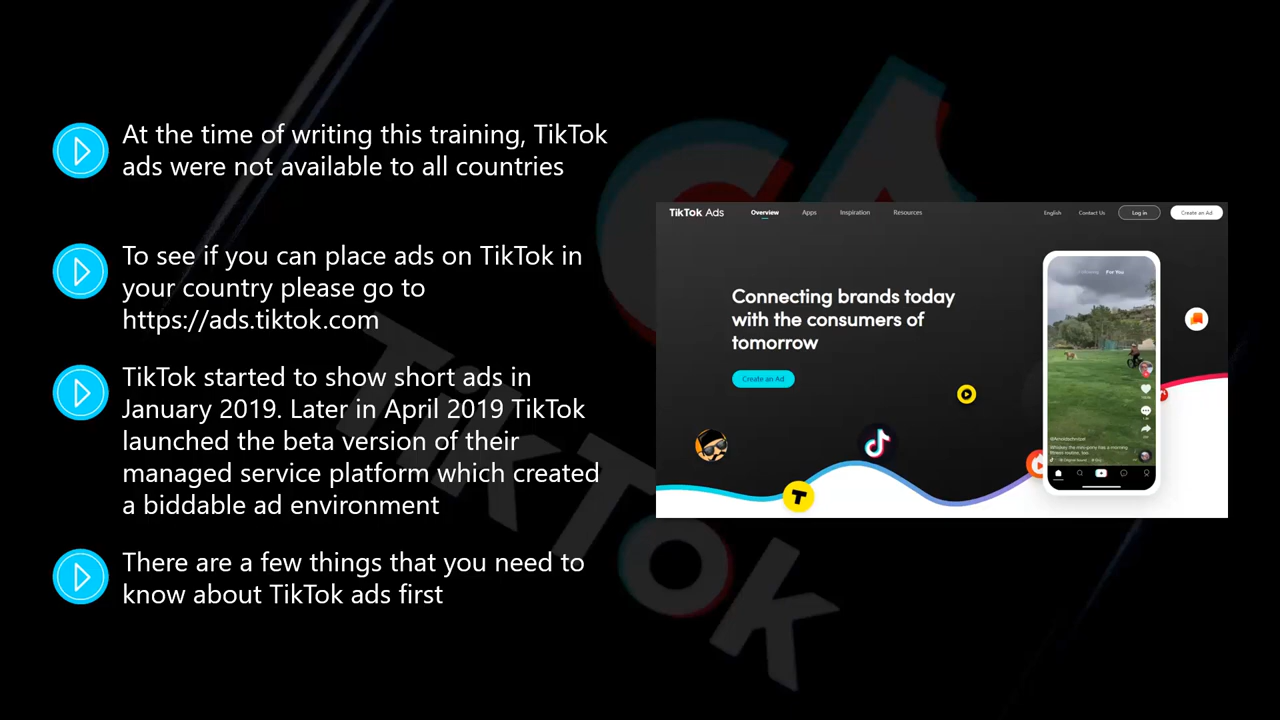 At the time of writing this training, TikTok
ads were not available to all countries
To see if you can place ads on TikTok in
your country please go to
https://ads.tiktok.com
TikTok started to show short ads in
January 2019. Later in April 2019 TikTok
launched the beta version of their
managed service platform which created
a biddable ad environment
There are a few things that you need to
know about TikTok ads first
TikTok Ads Overview Apps Inspiration Resources English Contact Us Log in Create an Ad
Connecting brands today
with the consumers of
tomorrow
Create an Ad
Following For You
TikTok